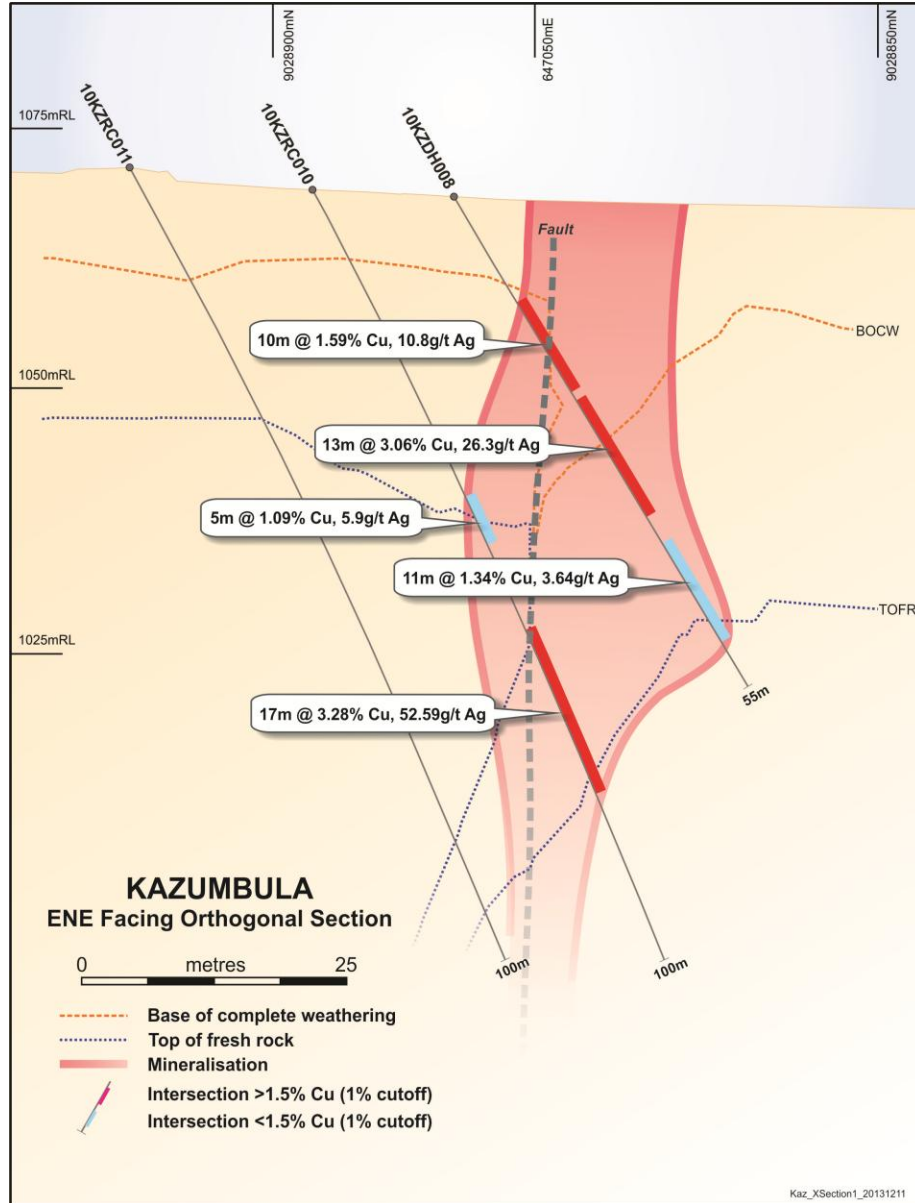 9028900mN
647050mE
9028850mN
1075mRL
10KZRC011
10KZRC010
10KZDH008
Fault
BOCW
10m @ 1.59% Cu, 10.8g/t Ag
1050mRL
13m @ 3.06% Cu, 26.3g/t Ag
5m @ 1.09% Cu, 5.9g/t Ag
11m @ 1.34% Cu, 3.64g/t Ag
TOFR
1025mRL
55m
17m @ 3.28% Cu, 52.59g/t Ag
KAZUMBULA
ENE Facing Orthogonal Section
100m
100m
0 metres 25
Base of complete weathering
Top of fresh rock
Mineralisation
Intersection >1.5% Cu (1% cutoff)
Intersection <1.5% Cu (1% cutoff)
Kaz_XSection1_20131211